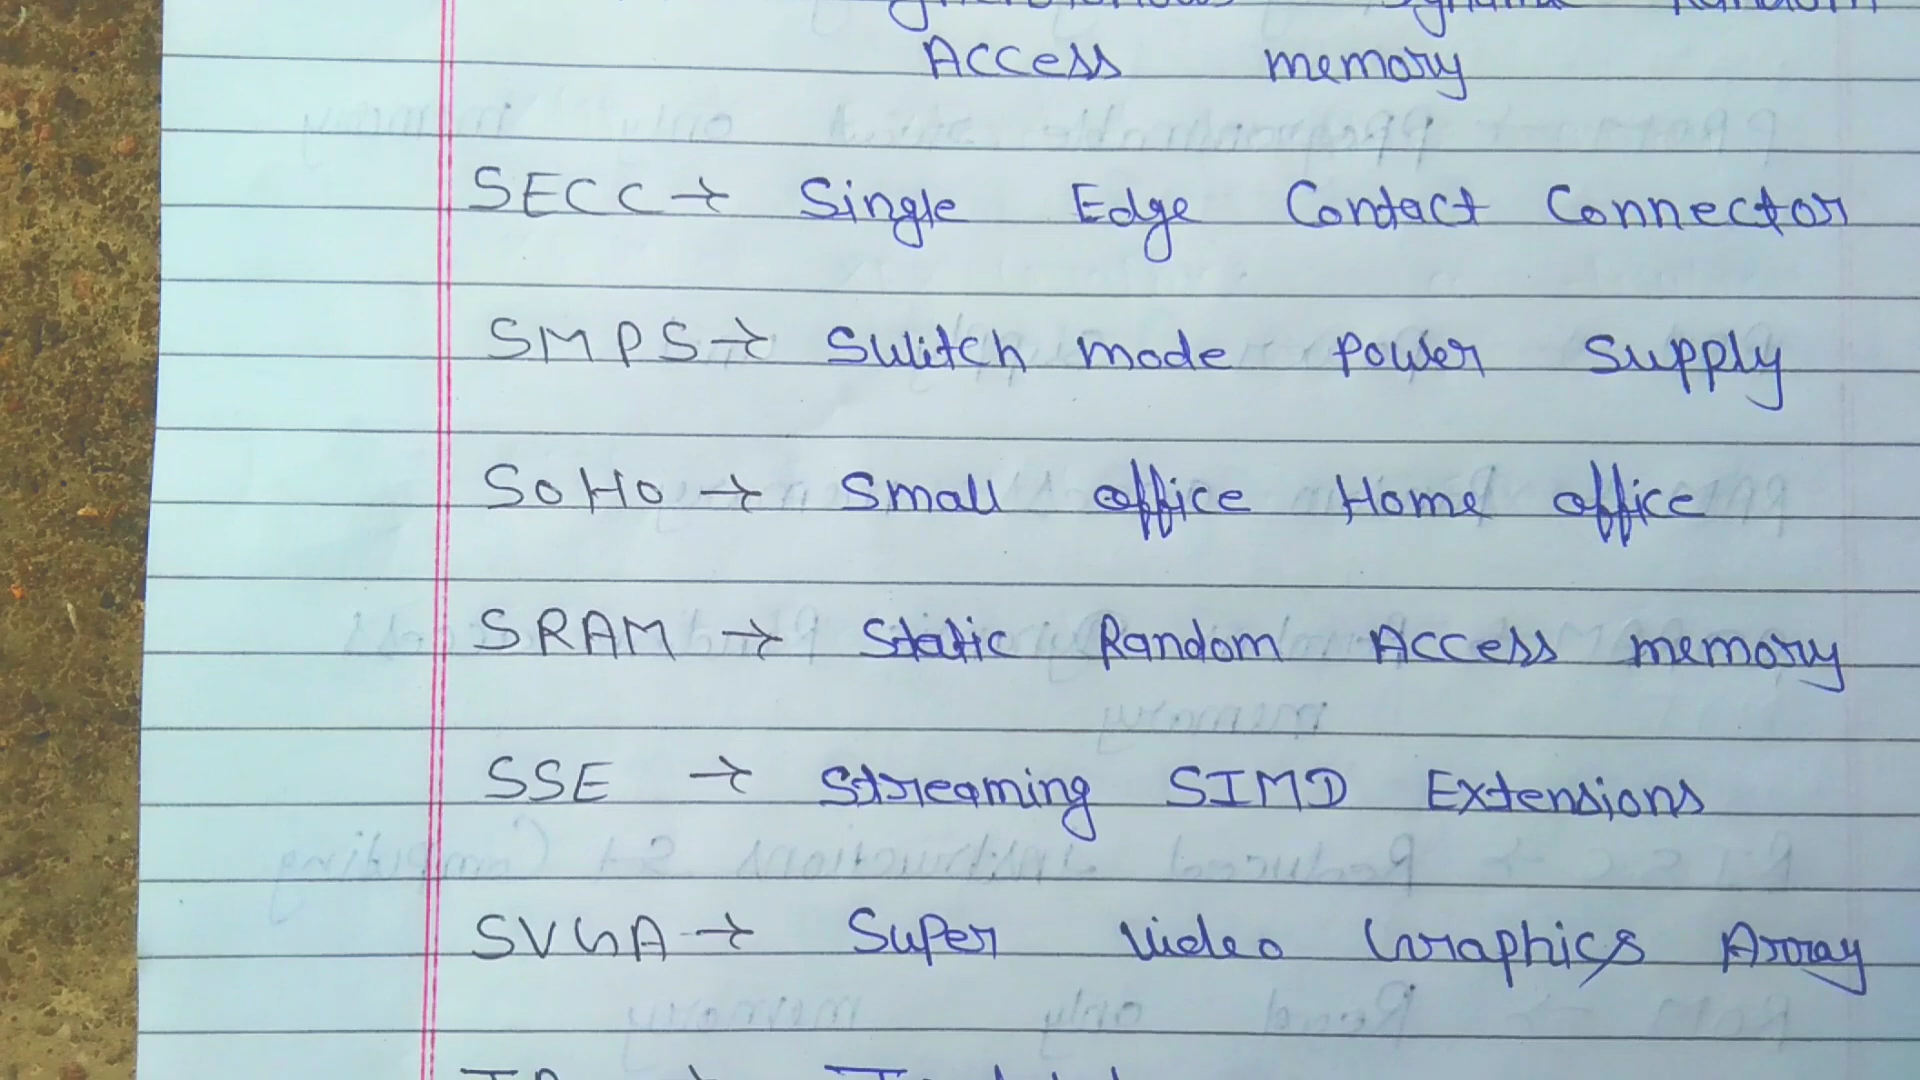 Access memory
SECC → Single Edge Contact Connector
SMPS → Switch mode power supply
SoHo → Small office Home office
SRAM → Static Random Access memory
SSE → Streaming SIMD Extensions
SVGA → Super Video Graphics Array